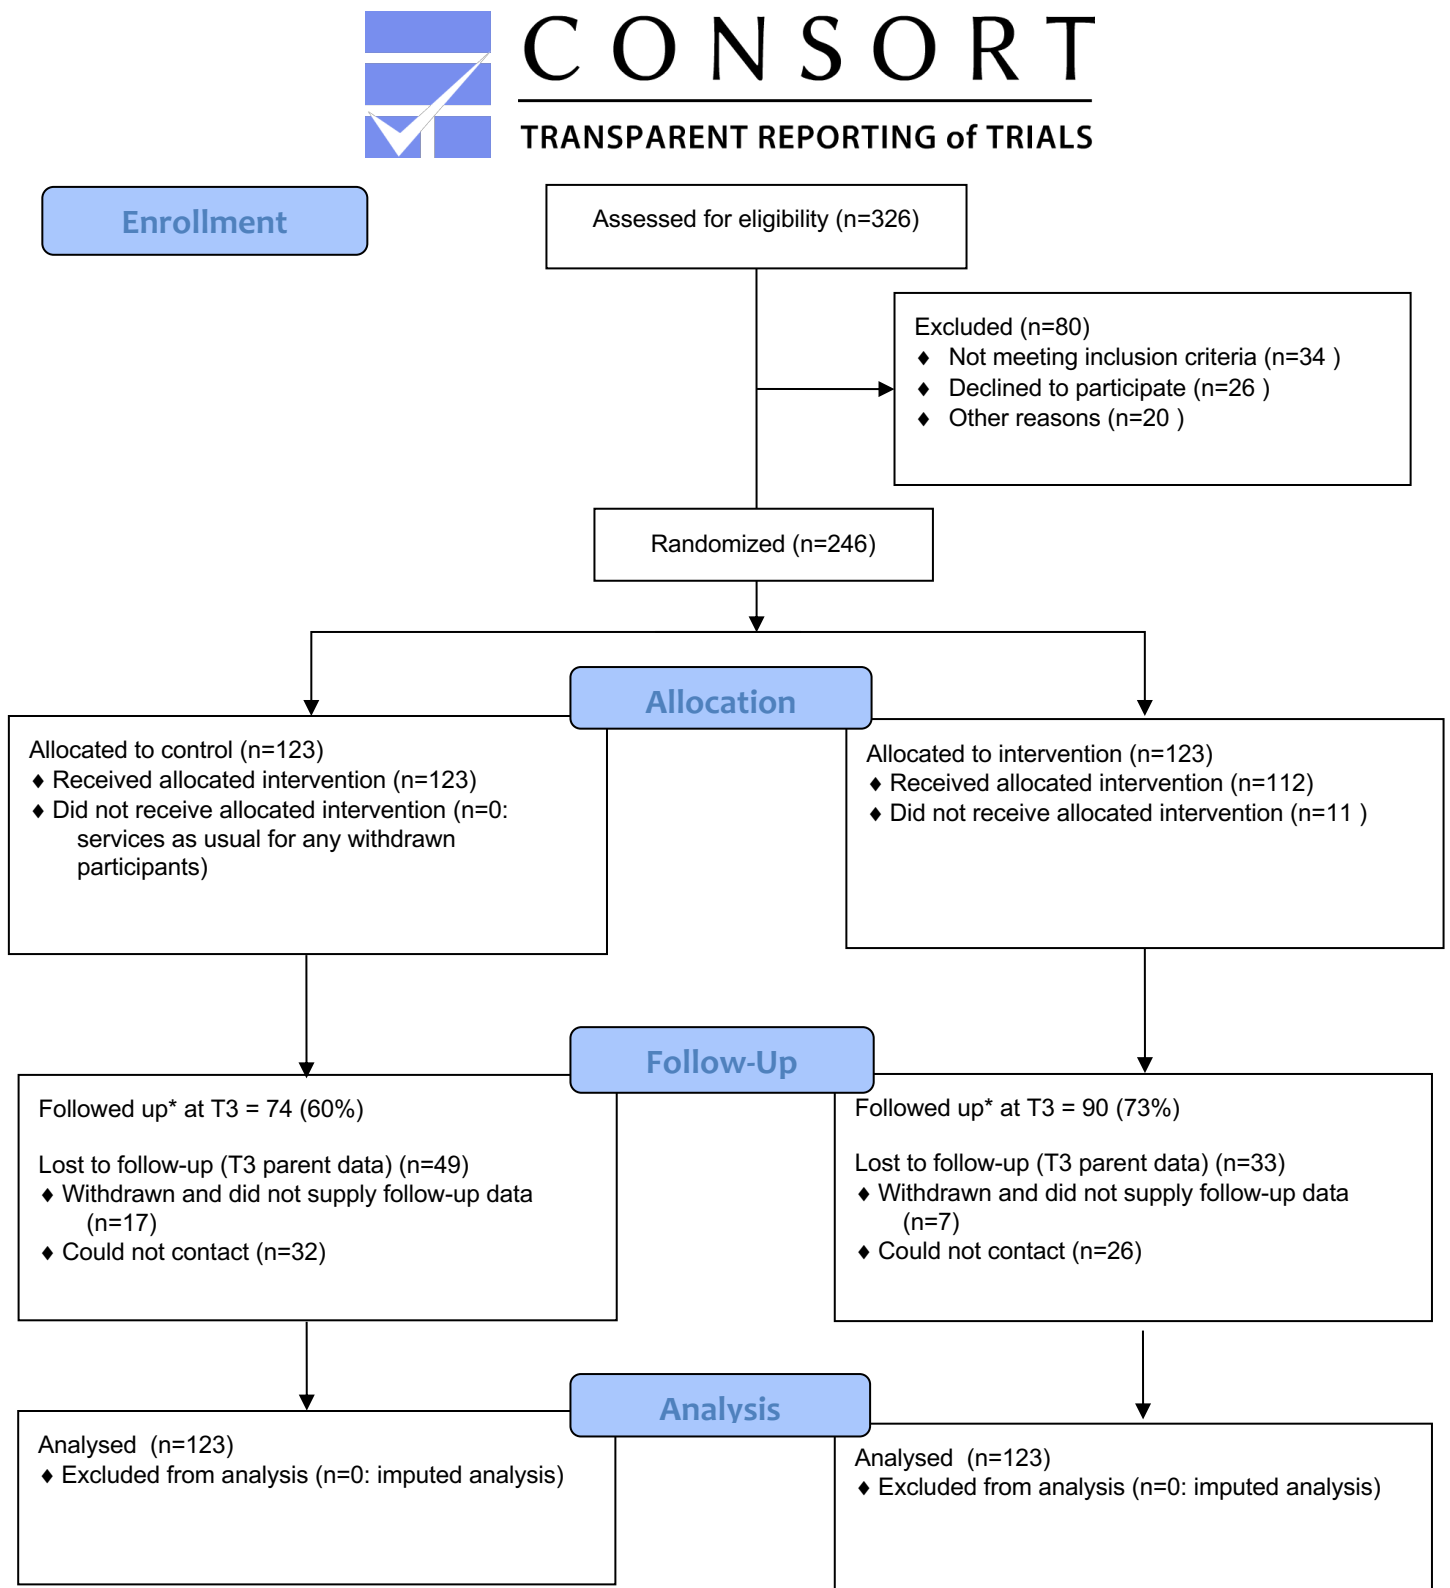 CONSORT
TRANSPARENT REPORTING of TRIALS
Enrollment
Assessed for eligibility (n=326)
Excluded (n=80)
♦ Not meeting inclusion criteria (n=34 )
♦ Declined to participate (n=26 )
♦ Other reasons (n=20 )
Randomized (n=246)
Allocation
Allocated to control (n=123)
♦ Received allocated intervention (n=123)
♦ Did not receive allocated intervention (n=0:
services as usual for any withdrawn
participants)
Allocated to intervention (n=123)
♦ Received allocated intervention (n=112)
♦ Did not receive allocated intervention (n=11 )
Follow-Up
Followed up* at T3 = 74 (60%)
Lost to follow-up (T3 parent data) (n=49)
♦ Withdrawn and did not supply follow-up data
(n=17)
♦ Could not contact (n=32)
Followed up* at T3 = 90 (73%)
Lost to follow-up (T3 parent data) (n=33)
♦ Withdrawn and did not supply follow-up data
(n=7)
♦ Could not contact (n=26)
Analysis
Analysed  (n=123)
♦ Excluded from analysis (n=0: imputed analysis)
Analysed  (n=123)
♦ Excluded from analysis (n=0: imputed analysis)